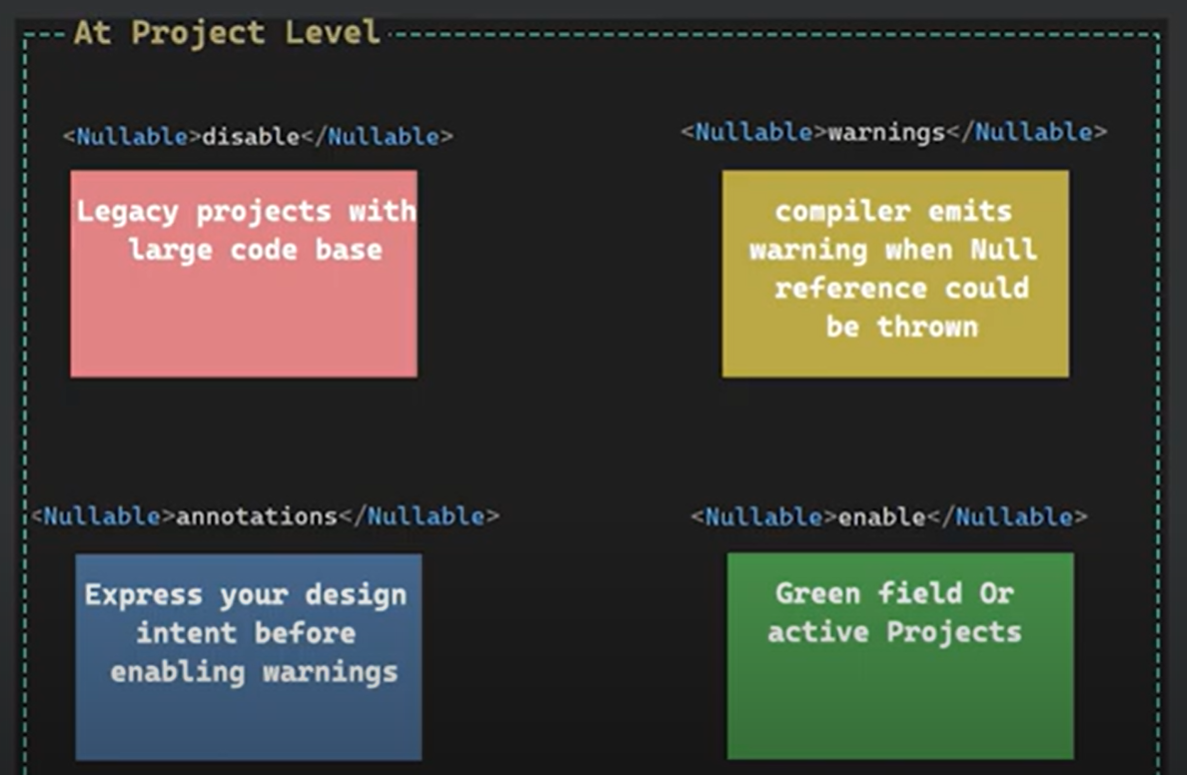 At Project Level
<Nullable>disable</Nullable>
Legacy projects with
large code base
<Nullable>warnings</Nullable>
compiler emits
warning when Null
reference could
be thrown
<Nullable>annotations</Nullable>
Express your design
intent before
enabling warnings
<Nullable>enable</Nullable>
Green field Or
active Projects